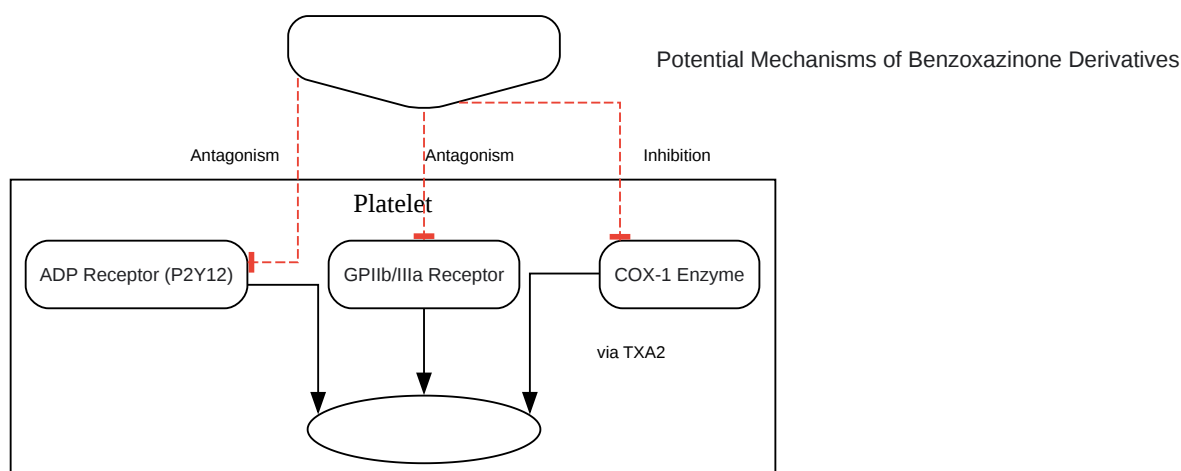 Potential Mechanisms of Benzoxazinone Derivatives
Antagonism
Antagonism
Inhibition
Platelet
ADP Receptor (P2Y12)
GPIIb/IIIa Receptor
COX-1 Enzyme
via TXA2